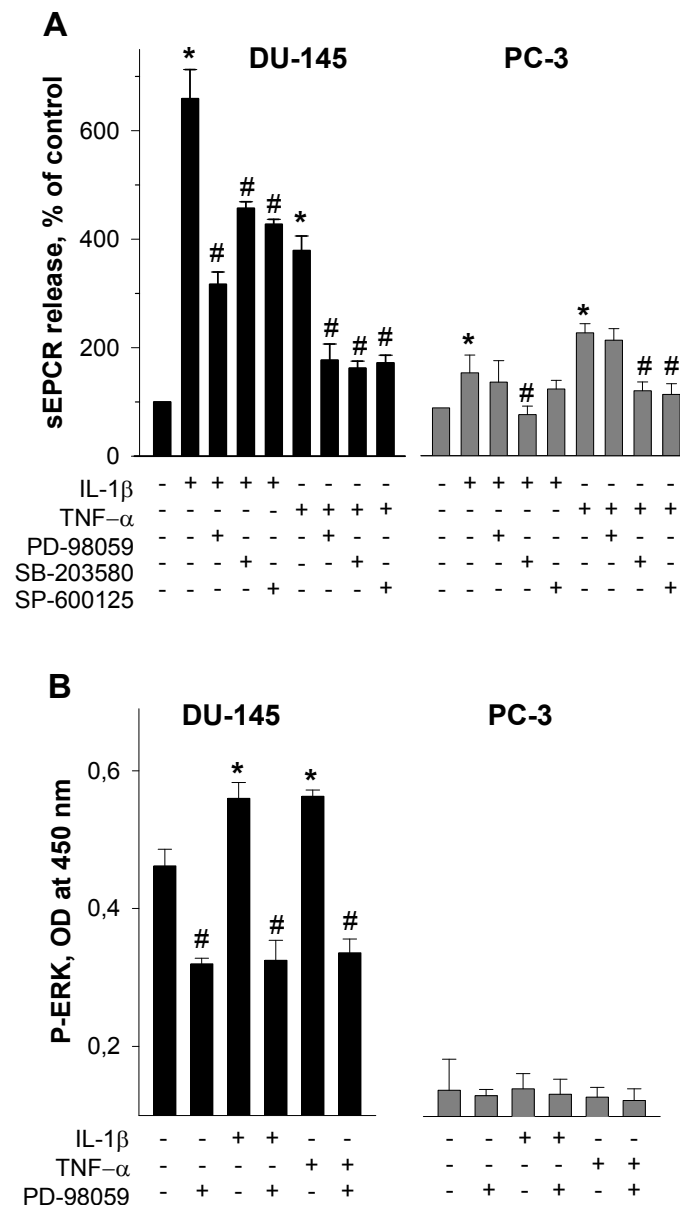 A
DU-145 PC-3
sEPCR release, % of control
600
400
200
0
* # # # * # # #
* # * # #
IL-1β - + + + + - - - - - + + + + - - - -
TNF–α - - - - - + + + + - - - - - + + + +
PD-98059 - - + - - - + - - - - + - - - + - -
SB-203580 - - - + - - - + - - - - + - - - + -
SP-600125 - - - - + - - - + - - - - + - - - +
B
DU-145 PC-3
P-ERK, OD at 450 nm
0,6
0,4
0,2
# * # * #
IL-1β - - + + - - - - + + - -
TNF–α - - - - + + - - - - + +
PD-98059 - + - + - + - + - + - +